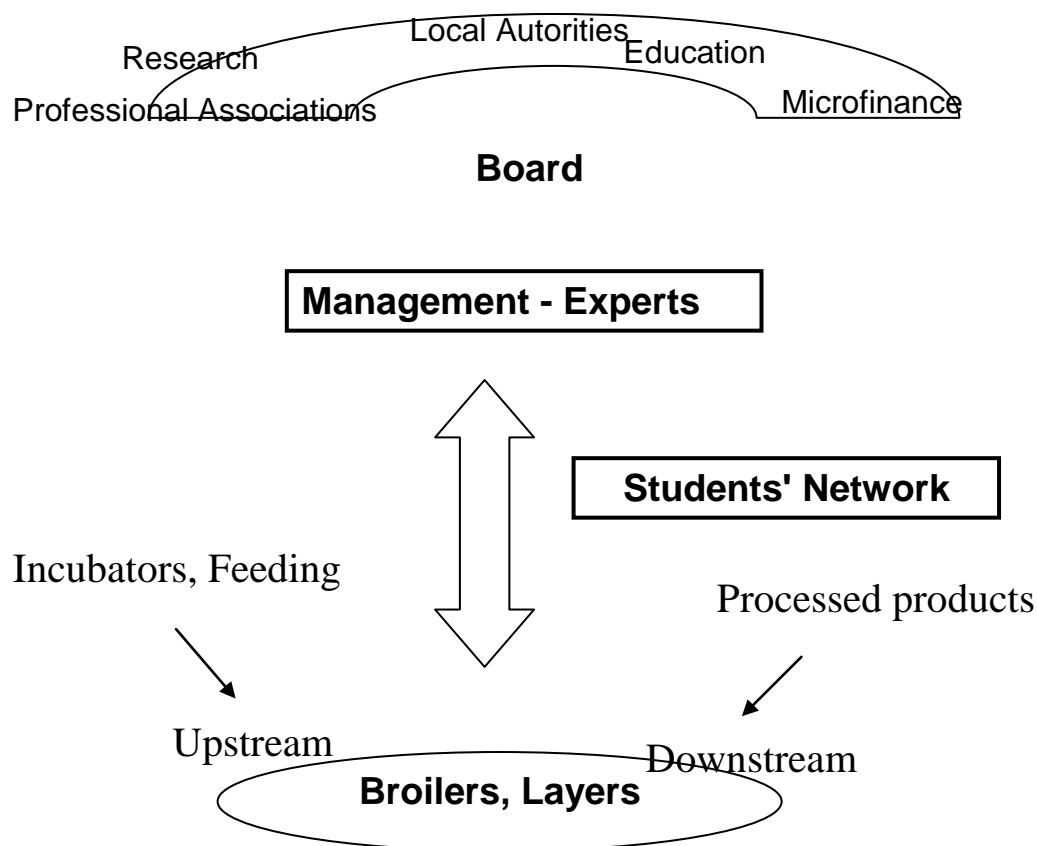 Local Autorities
Education
Research
Microfinance
Professional Associations
Board
Management - Experts
Students' Network
Incubators, Feeding
Processed products
Upstream
Downstream
Broilers, Layers